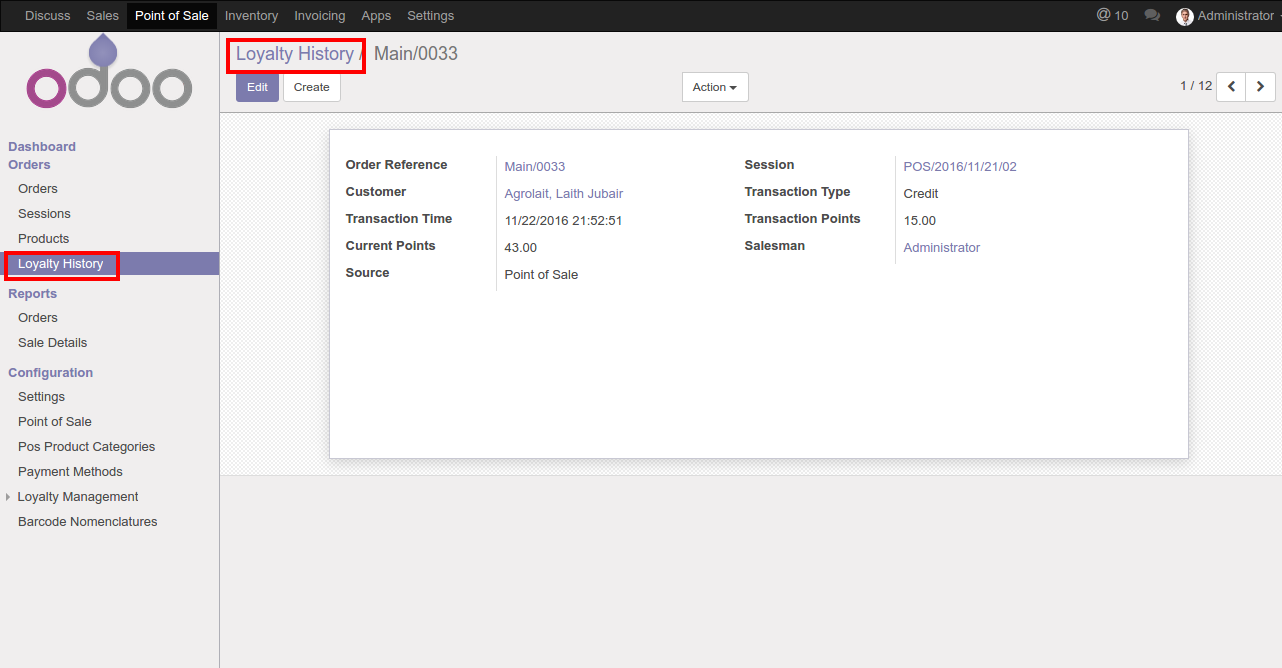 Discuss Sales Point of Sale Inventory Invoicing Apps Settings @ 10 Administrator
odoo
Loyalty History / Main/0033
Edit Create Action 1 / 12
Dashboard
Orders
Orders
Sessions
Products
Loyalty History
Reports
Orders
Sale Details
Configuration
Settings
Point of Sale
Pos Product Categories
Payment Methods
Loyalty Management
Barcode Nomenclatures
Order Reference Main/0033
Customer Agrolait, Laith Jubair
Transaction Time 11/22/2016 21:52:51
Current Points 43.00
Source Point of Sale
Session POS/2016/11/21/02
Transaction Type Credit
Transaction Points 15.00
Salesman Administrator